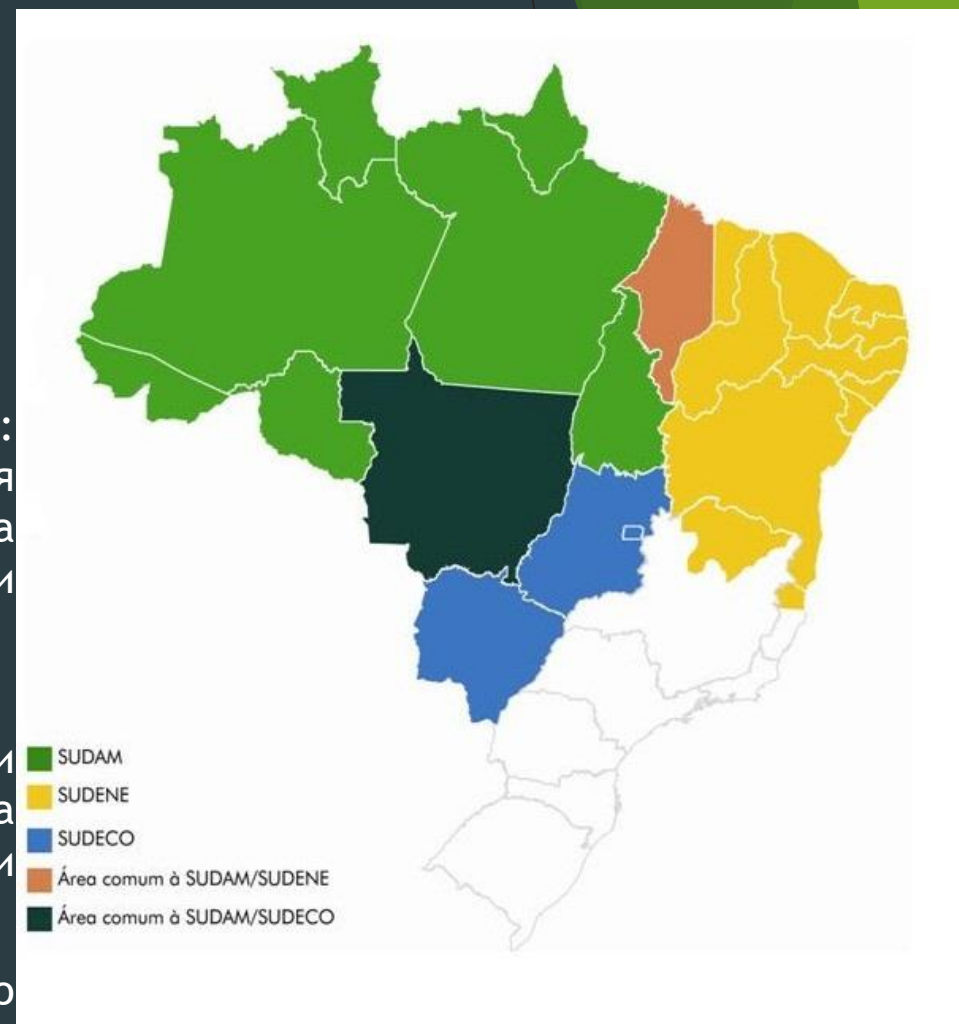 :
я
а
и
и
а
и
о
SUDAM
SUDENE
SUDECO
Área comum à SUDAM/SUDENE
Área comum à SUDAM/SUDECO